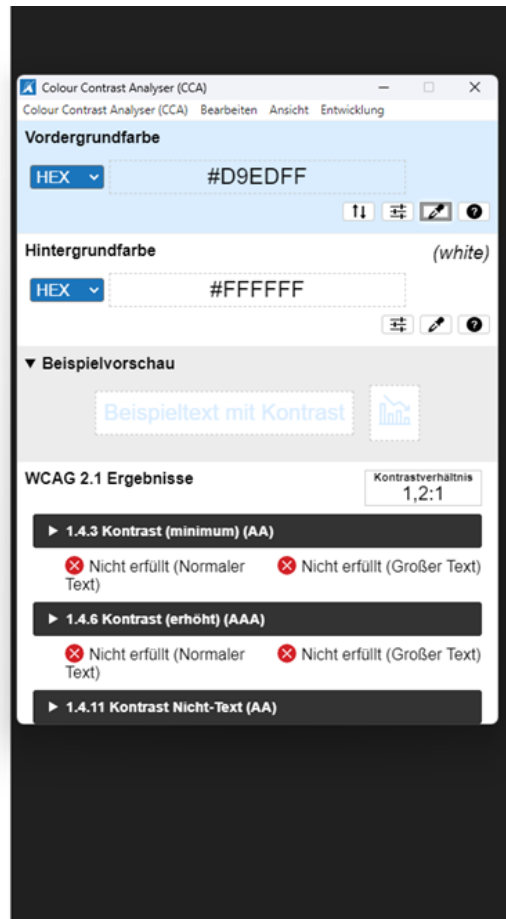 Colour Contrast Analyser (CCA)
Colour Contrast Analyser (CCA) Bearbeiten Ansicht Entwicklung
Vordergrundfarbe
HEX #D9EDFF
Hintergrundfarbe (white)
HEX #FFFFFF
▼ Beispielvorschau
Beispieltext mit Kontrast
WCAG 2.1 Ergebnisse
Kontrastverhältnis
1,2:1
▶ 1.4.3 Kontrast (minimum) (AA)
Nicht erfüllt (Normaler Text)
Nicht erfüllt (Großer Text)
▶ 1.4.6 Kontrast (erhöht) (AAA)
Nicht erfüllt (Normaler Text)
Nicht erfüllt (Großer Text)
▶ 1.4.11 Kontrast Nicht-Text (AA)